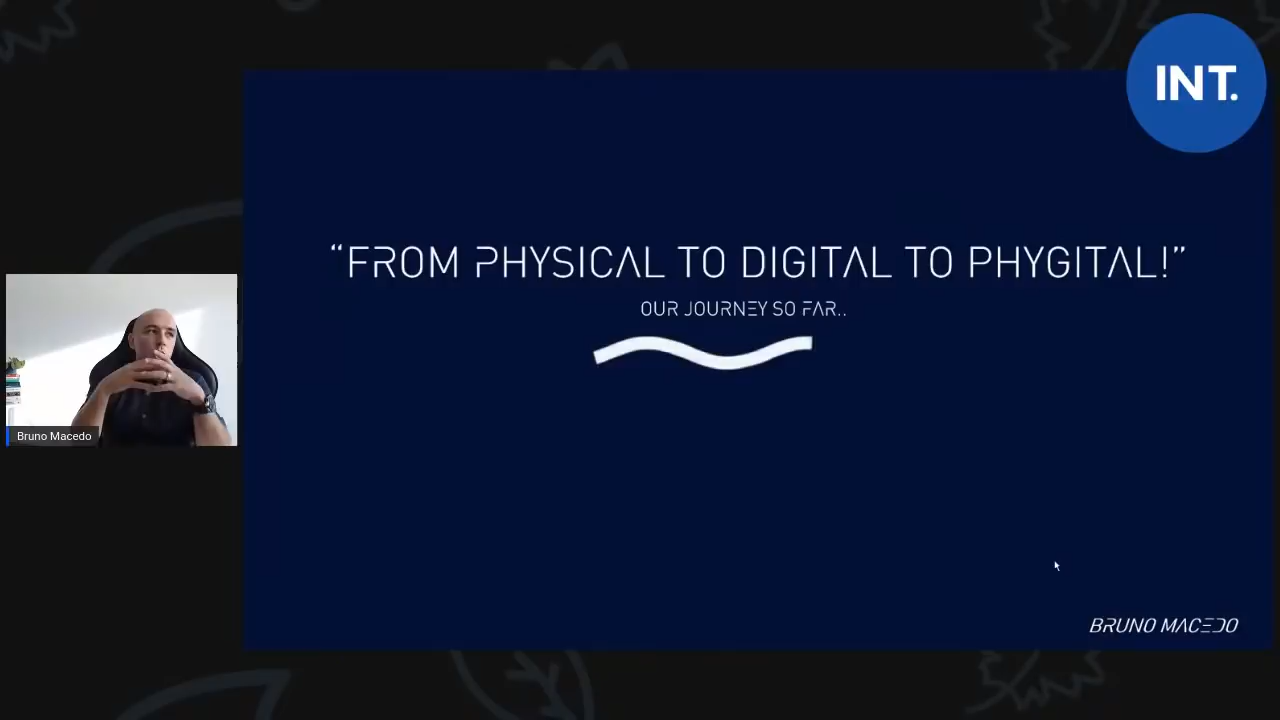 INT.
“FROM PHYSICAL TO DIGITAL TO PHYGITAL!”
OUR JOURNEY SO FAR..
Bruno Macedo
BRUNO MACEDO